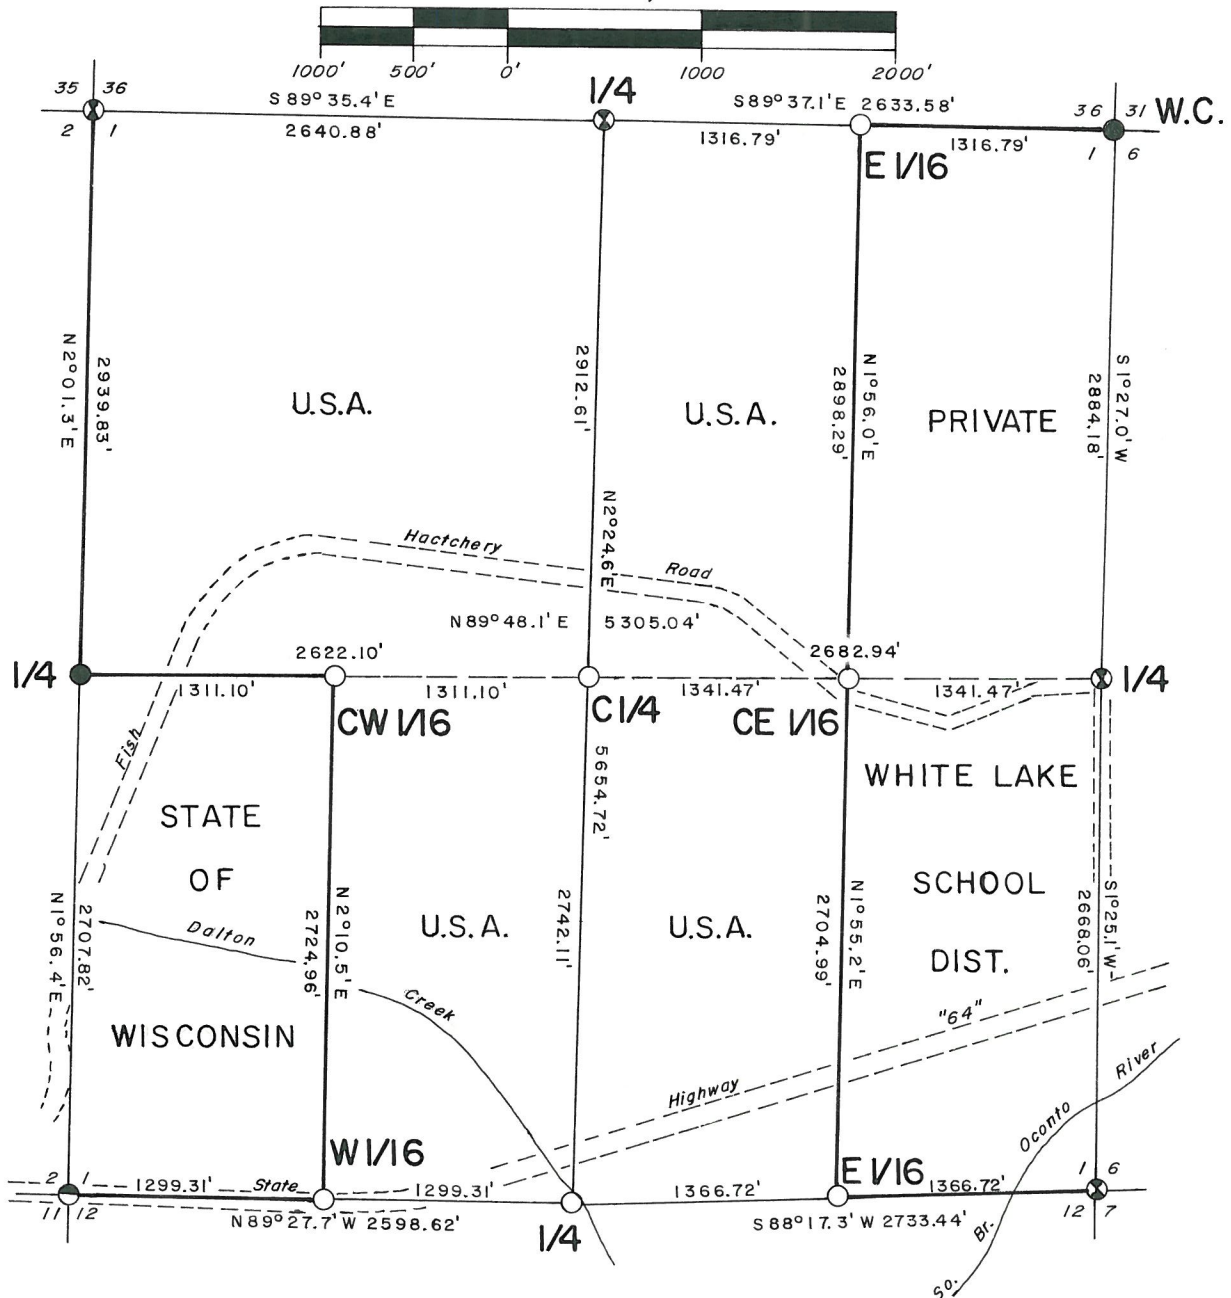 1000' 500' 0' 1000 2000'
35 36
S 89° 35.4' E
1/4
S 89° 37.1' E 2633.58'
36 31 W.C.
2 1
2640.88'
1316.79'
1316.79'
1 6
E 1/16
N 2° 01.3' E
2939.83'
2912.61'
N 2° 24.6' E
2898.29'
N 1° 56.0' E
2884.18'
S 1° 27.0' W
U.S.A.
U.S.A.
PRIVATE
Hactchery
Road
N 89° 48.1' E 5305.04'
2622.10'
2682.94'
1/4
1311.10'
1311.10'
1341.47'
1341.47'
1/4
CW 1/16
C 1/4
CE 1/16
Fish
5654.72'
WHITE LAKE
STATE
OF
SCHOOL
Dalton
N 1° 56.4' E
2707.82'
2724.96'
N 2° 10.5' E
U.S.A.
2742.11'
U.S.A.
2704.99'
N 1° 55.2' E
DIST.
2668.06'
S 1° 25.1' W
WISCONSIN
Creek
"64"
Highway
River
Oconto
W 1/16
E 1/16
2 1
1299.31'
State
1299.31'
1366.72'
1366.72'
1 6
11 12
N 89° 27.7' W 2598.62'
1/4
S 88° 17.3' W 2733.44'
12 7
Br.
So.